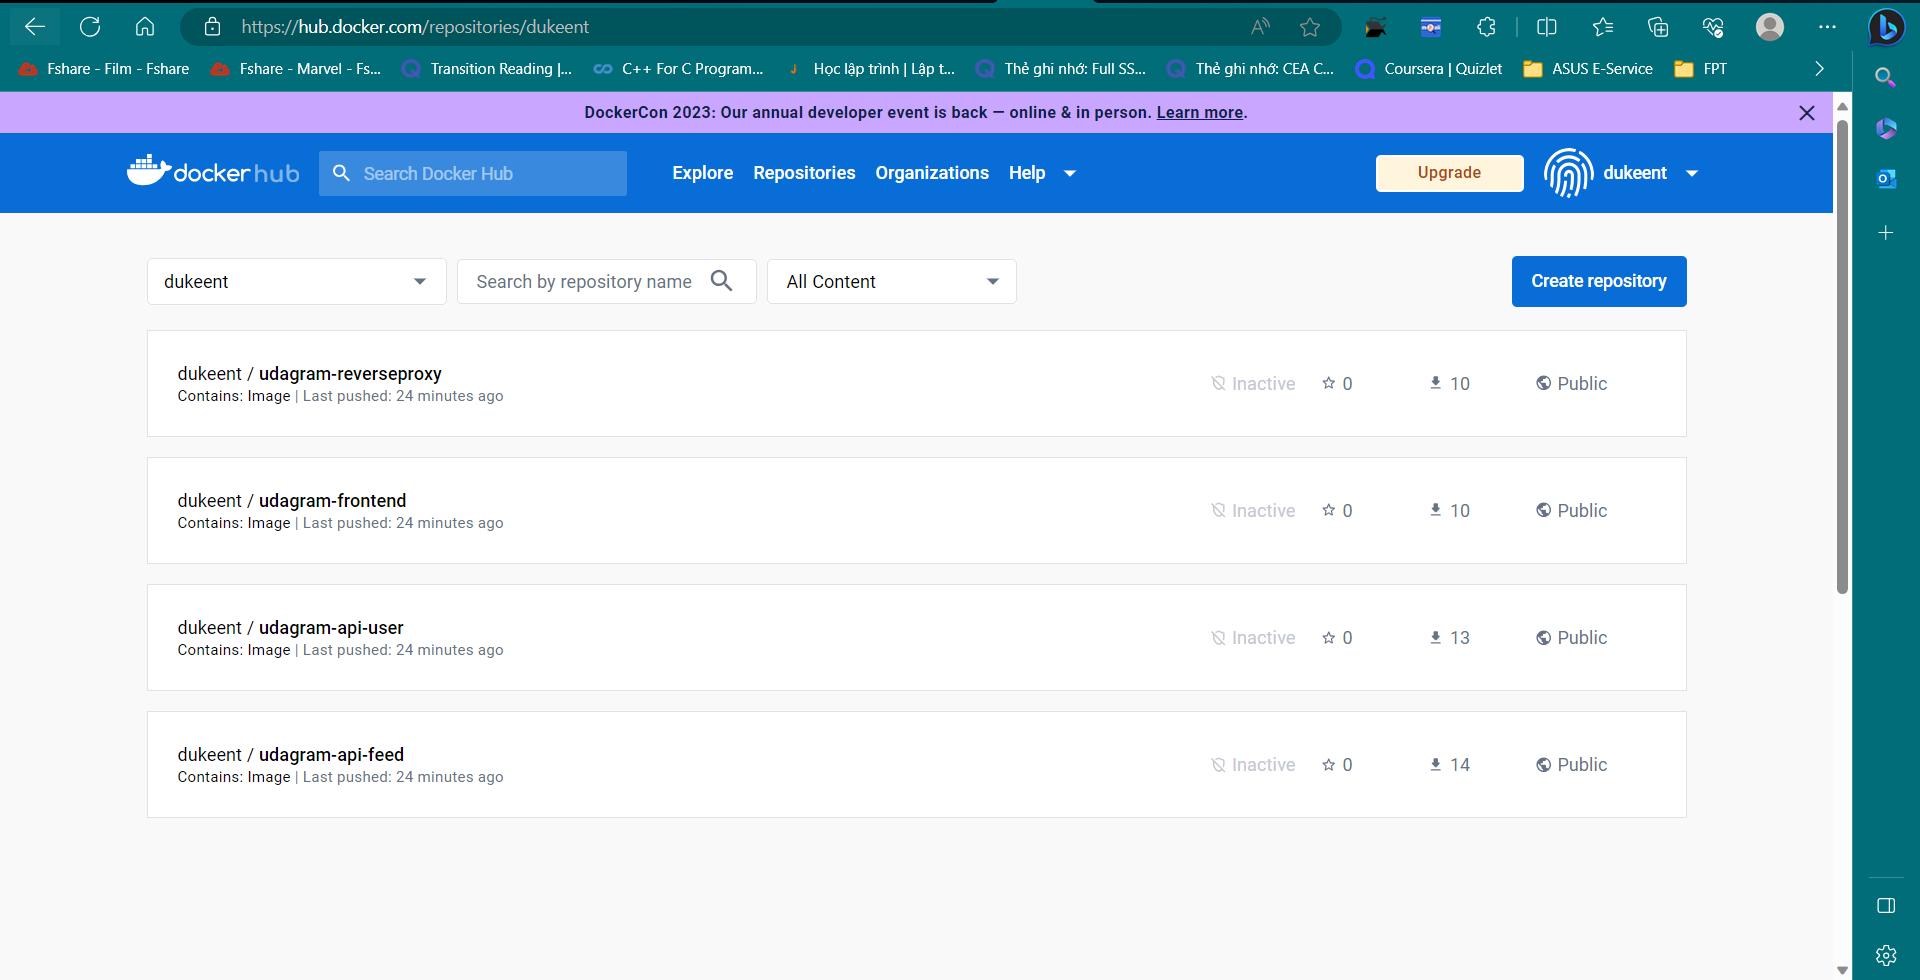 https://hub.docker.com/repositories/dukeent
Fshare - Film - Fshare
Fshare - Marvel - Fs...
Transition Reading |...
C++ For C Program...
Học lập trình | Lập t...
Thẻ ghi nhớ: Full SS...
Thẻ ghi nhớ: CEA C...
Coursera | Quizlet
ASUS E-Service
FPT
DockerCon 2023: Our annual developer event is back — online & in person. Learn more.
docker hub
Search Docker Hub
Explore
Repositories
Organizations
Help
Upgrade
dukeent
dukeent
Search by repository name
All Content
Create repository
dukeent / udagram-reverseproxy
Contains: Image | Last pushed: 24 minutes ago
Inactive
0
10
Public
dukeent / udagram-frontend
Contains: Image | Last pushed: 24 minutes ago
Inactive
0
10
Public
dukeent / udagram-api-user
Contains: Image | Last pushed: 24 minutes ago
Inactive
0
13
Public
dukeent / udagram-api-feed
Contains: Image | Last pushed: 24 minutes ago
Inactive
0
14
Public